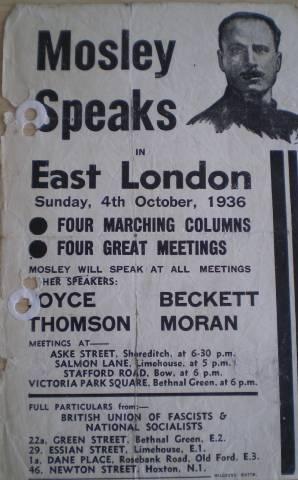 Mosley
Speaks
IN
East London
Sunday, 4th October, 1936
FOUR MARCHING COLUMNS
FOUR GREAT MEETINGS
MOSLEY WILL SPEAK AT ALL MEETINGS
HER SPEAKERS:
OYCE BECKETT
THOMSON MORAN
MEETINGS AT—
ASKE STREET, Shoreditch, at 6-30 p.m.
SALMON LANE, Limehouse, at 5 p.m.
STAFFORD ROAD, Bow, at 6 p.m.
VICTORIA PARK SQUARE, Bethnal Green, at 6 p.m.
FULL PARTICULARS from:—
BRITISH UNION OF FASCISTS &
NATIONAL SOCIALISTS
22a, GREEN STREET, Bethnal Green, E.2.
29. ESSIAN STREET, Limehouse, E.1.
1a, DANE PLACE, Rosebank Road, Old Ford, E.3.
46. NEWTON STREET, Hoxton, N.1.